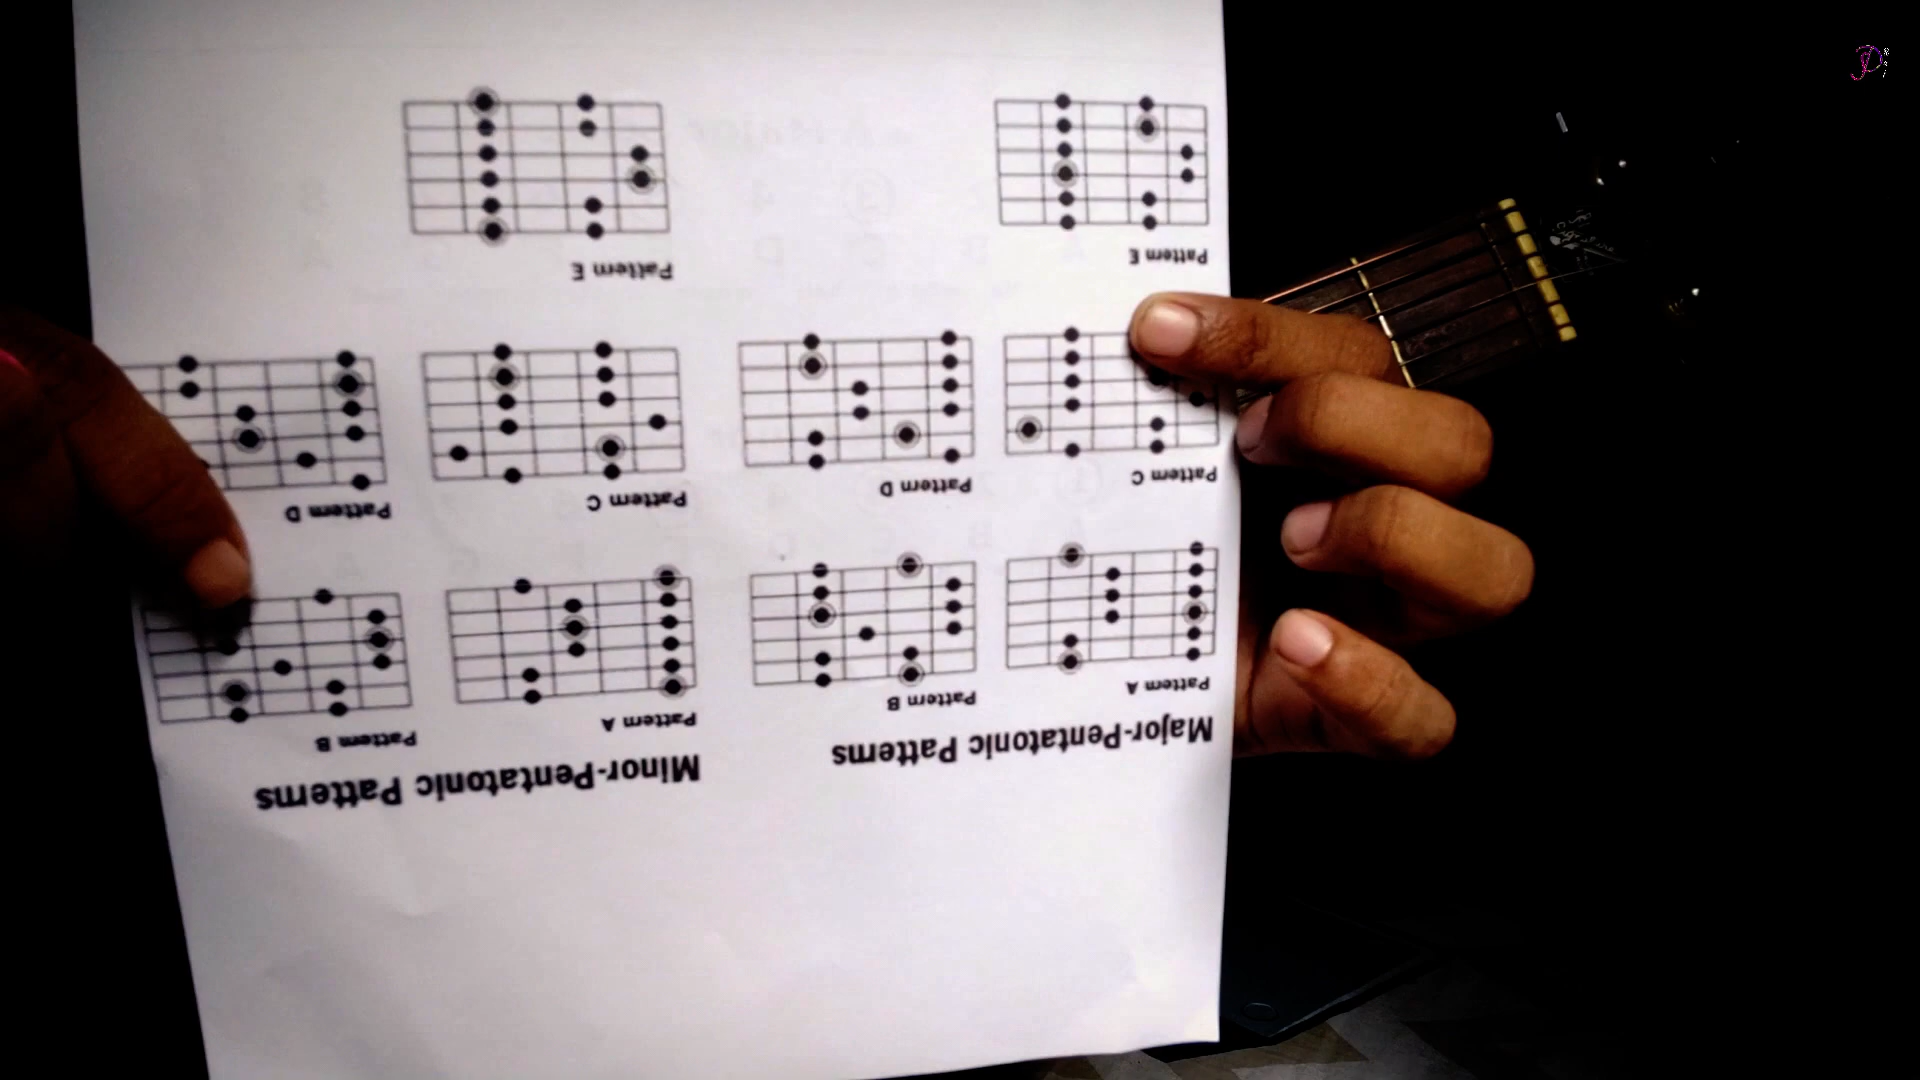 Major-Pentatonic Patterns
Minor-Pentatonic Patterns
Pattern A
Pattern B
Pattern A
Pattern B
Pattern C
Pattern D
Pattern C
Pattern D
Pattern E
Pattern E